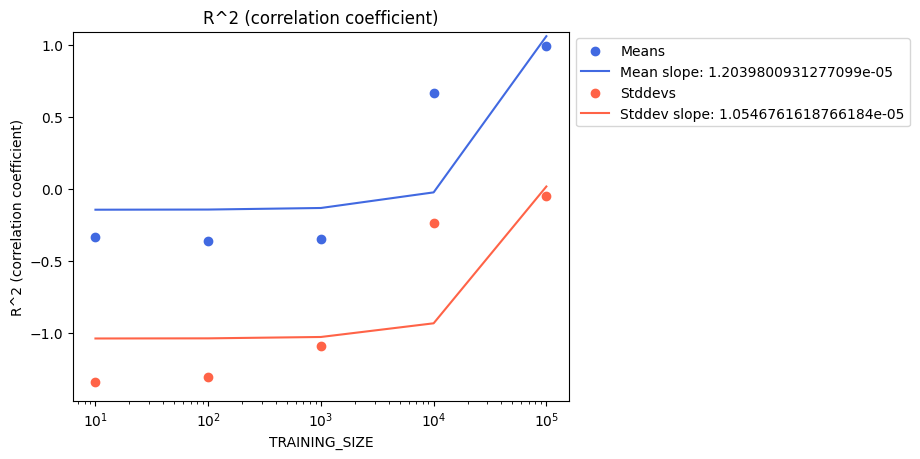 R^2 (correlation coefficient)
1.0
0.5
0.0
−0.5
−1.0
R^2 (correlation coefficient)
10^1
10^2
10^3
10^4
10^5
TRAINING_SIZE
Means
Mean slope: 1.2039800931277099e-05
Stddevs
Stddev slope: 1.0546761618766184e-05